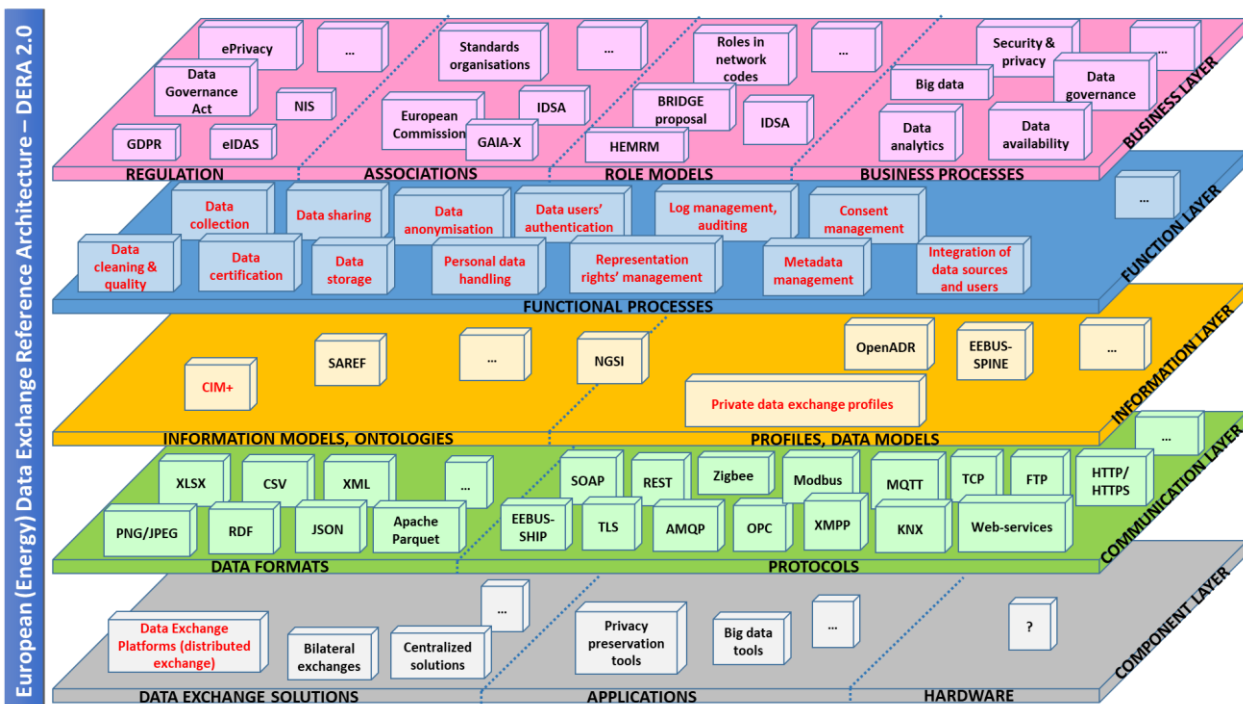 European (Energy) Data Exchange Reference Architecture – DERA 2.0
ePrivacy
...
Data
Governance
Act
NIS
GDPR
eIDAS
REGULATION
Standards
organisations
...
European
Commission
IDSA
GAIA-X
ASSOCIATIONS
Roles in
network
codes
...
BRIDGE
proposal
IDSA
HEMRM
ROLE MODELS
Security &
privacy
...
Big data
Data
governance
Data
analytics
Data
availability
BUSINESS PROCESSES
BUSINESS LAYER
Data
collection
Data sharing
Data
anonymisation
Data users’
authentication
Log management,
auditing
Consent
management
...
Data
cleaning &
quality
Data
certification
Data
storage
Personal data
handling
Representation
rights’ management
Metadata
management
Integration of
data sources
and users
FUNCTIONAL PROCESSES
FUNCTION LAYER
CIM+
SAREF
...
NGSI
OpenADR
EEBUS-
SPINE
...
Private data exchange profiles
INFORMATION MODELS, ONTOLOGIES
PROFILES, DATA MODELS
INFORMATION LAYER
XLSX
CSV
XML
...
PNG/JPEG
RDF
JSON
Apache
Parquet
DATA FORMATS
SOAP
REST
Zigbee
Modbus
MQTT
TCP
FTP
HTTP/
HTTPS
...
EEBUS-
SHIP
TLS
AMQP
OPC
XMPP
KNX
Web-services
PROTOCOLS
COMMUNICATION LAYER
Data Exchange
Platforms (distributed
exchange)
Bilateral
exchanges
Centralized
solutions
...
DATA EXCHANGE SOLUTIONS
Privacy
preservation
tools
Big data
tools
...
APPLICATIONS
?
HARDWARE
COMPONENT LAYER